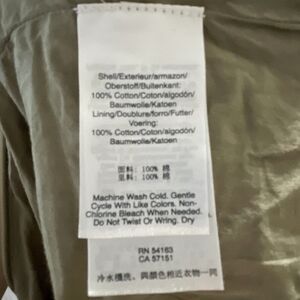 Shell/Exterieur/armazon/
Oberstoff/Buitenkant:
100% Cotton/Coton/algodón/
Baumwolle/Katoen
Lining/Doublure/forro/Futter/
Voering:
100% Cotton/Coton/algodón/
Baumwolle/Katoen
面料: 100% 棉
里料: 100% 棉
Machine Wash Cold. Gentle
Cycle With Like Colors. Non-
Chlorine Bleach When Needed.
Do Not Twist Or Wring. Dry
RN 54163
CA 57151
冷水機洗、與顏色相近衣物一同